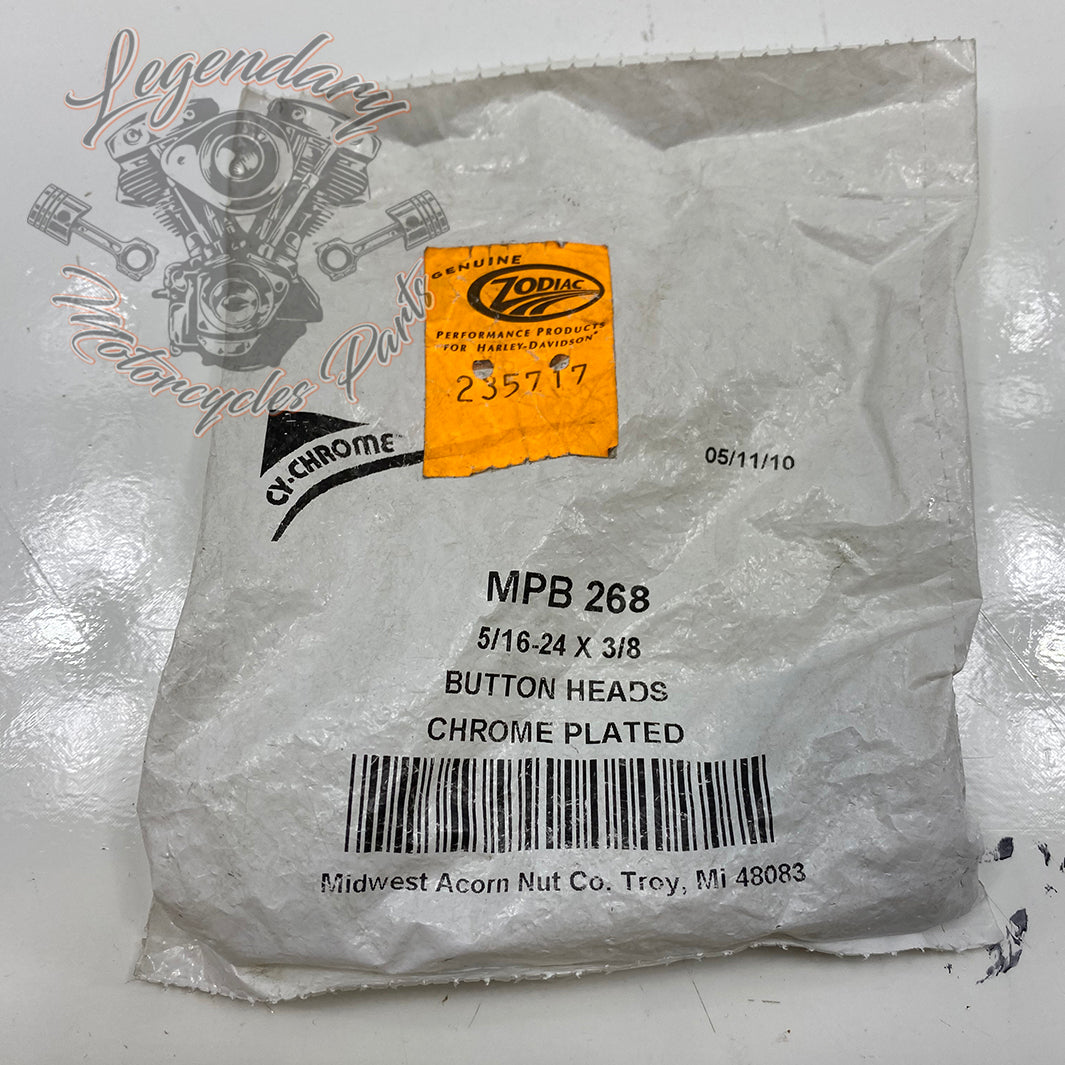 Legendary
Motorcycles Parts
GENUINE
ZODIAC
PERFORMANCE PRODUCTS
FOR HARLEY-DAVIDSON®
235717
CY-CHROME
05/11/10
MPB 268
5/16-24 X 3/8
BUTTON HEADS
CHROME PLATED
Midwest Acorn Nut Co. Troy, Mi 48083